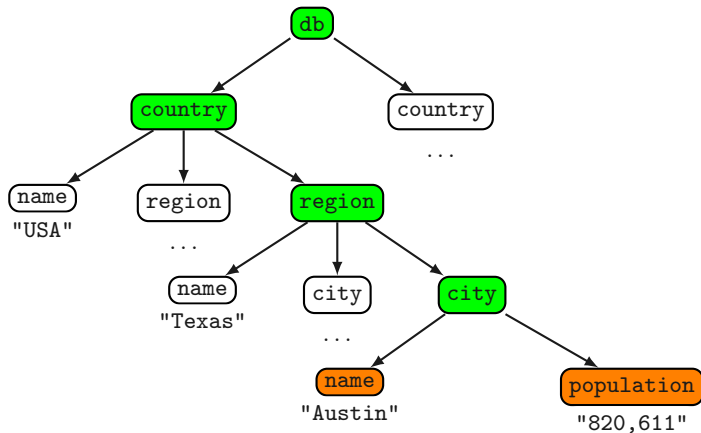 db
country
country
...
name
region
region
"USA"
...
name
city
city
"Texas"
...
name
population
"Austin"
"820,611"